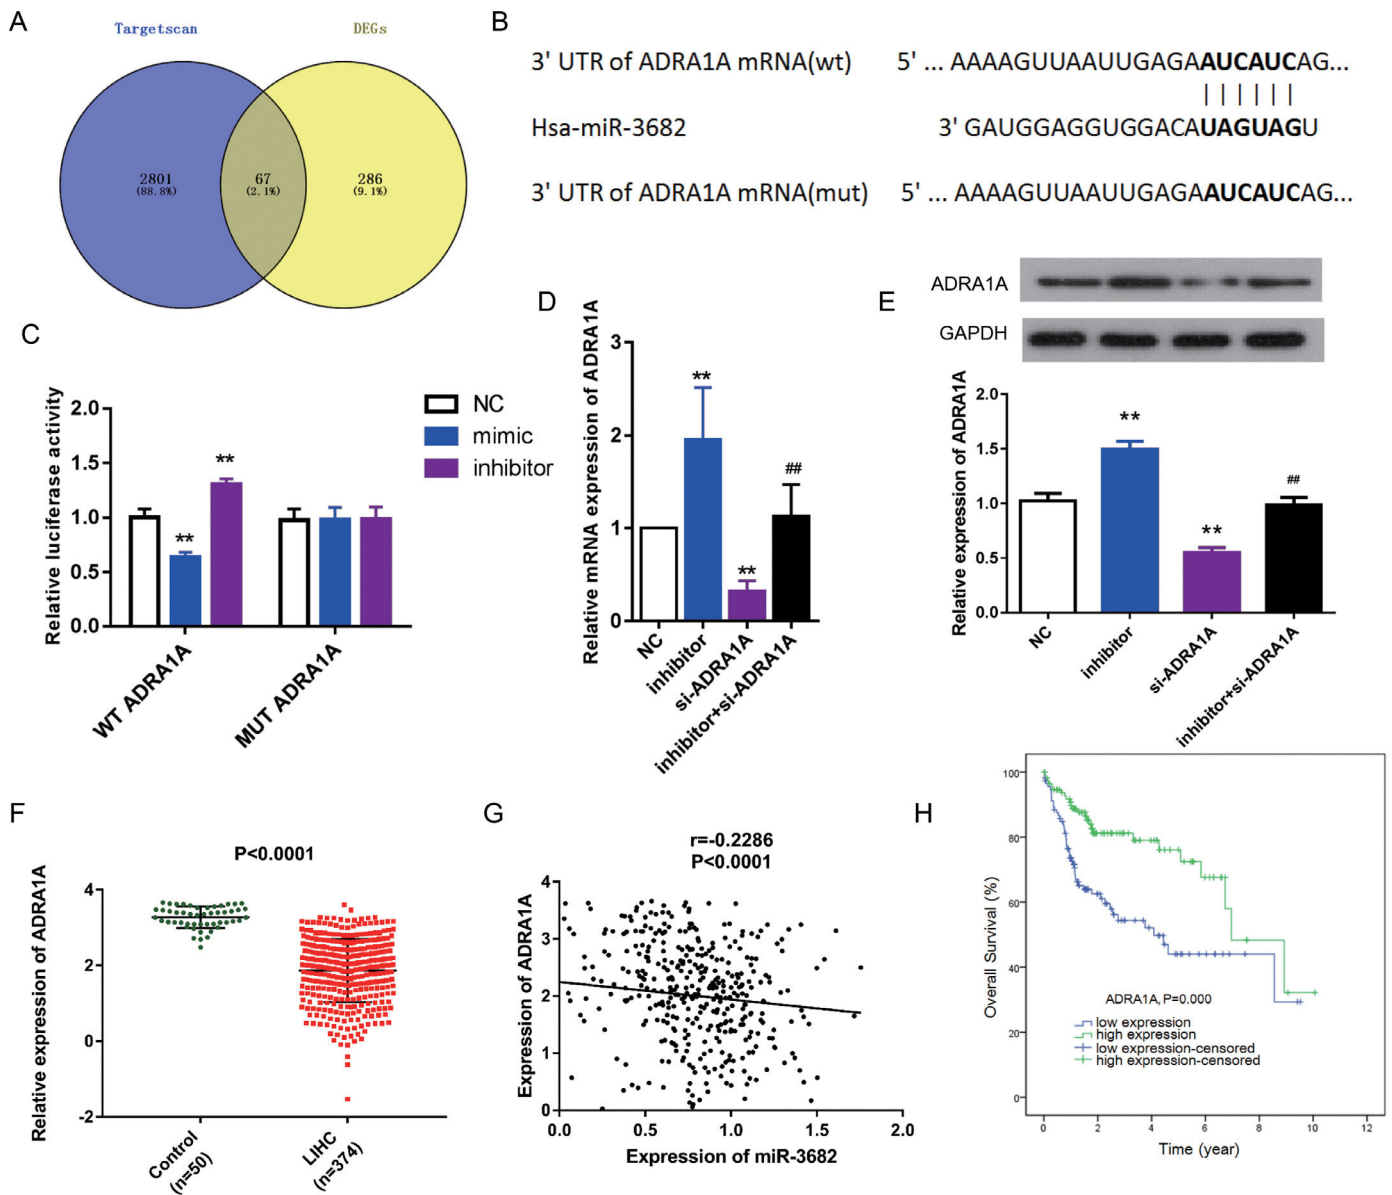 A
Targetscan
DEGs
2801
(88.8%)
67
(2.1%)
286
(9.1%)
B
3' UTR of ADRA1A mRNA(wt) 5' ... AAAAGUUAAUUGAGAAUCAUCAG...
Hsa-miR-3682 3' GAUGGAGGUGGACAUAGUAGU
3' UTR of ADRA1A mRNA(mut) 5' ... AAAAGUUAAUUGAGAAUCAUCAG...
C
Relative luciferase activity
2.0
1.5
1.0
0.5
0.0
**
**
WT ADRA1A
MUT ADRA1A
NC
mimic
inhibitor
D
Relative mRNA expression of ADRA1A
3
2
1
0
**
**
##
NC
inhibitor
si-ADRA1A
inhibitor+si-ADRA1A
E
ADRA1A
GAPDH
Relative expression of ADRA1A
2.0
1.5
1.0
0.5
0.0
**
**
##
NC
inhibitor
si-ADRA1A
inhibitor+si-ADRA1A
F
P<0.0001
Relative expression of ADRA1A
4
2
0
-2
Control
(n=50)
LIHC
(n=374)
G
r=-0.2286
P<0.0001
Expression of ADRA1A
4
3
2
1
0
0.0 0.5 1.0 1.5 2.0
Expression of miR-3682
H
Overall Survival (%)
100
80
60
40
20
0
ADRA1A, P=0.000
low expression
high expression
low expression-censored
high expression-censored
0 2 4 6 8 10 12
Time (year)